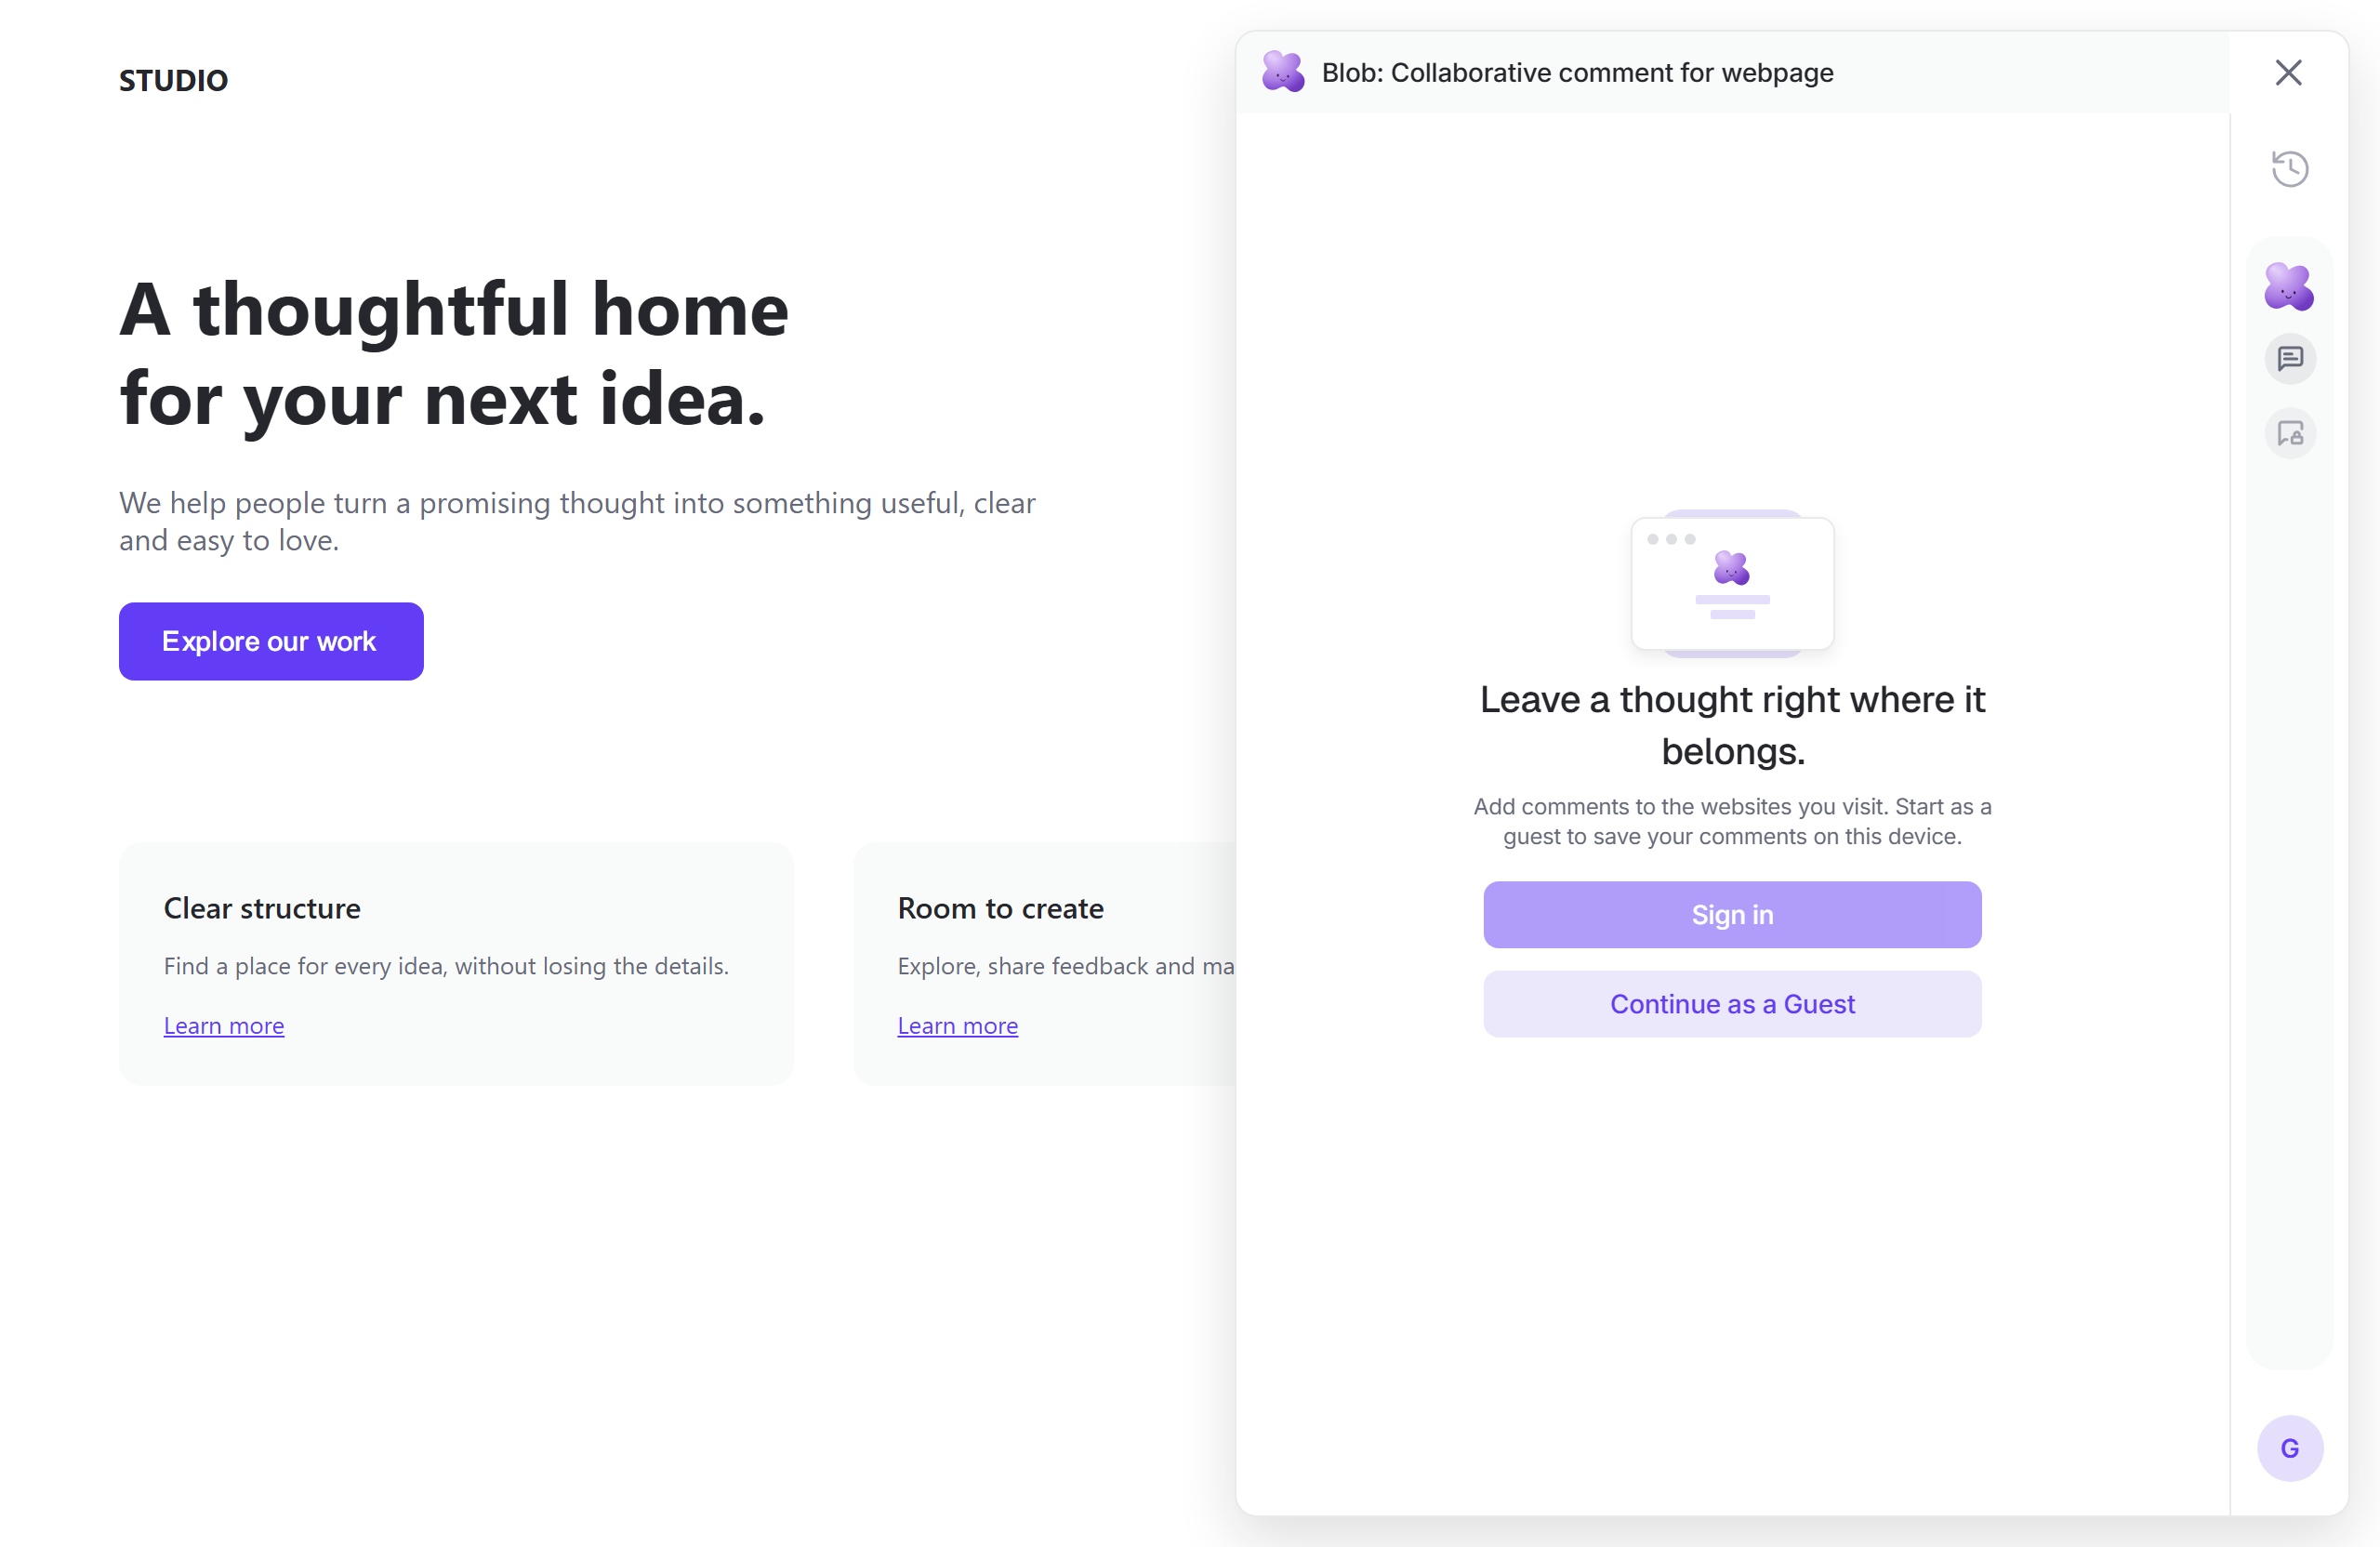 STUDIO
A thoughtful home
for your next idea.
We help people turn a promising thought into something useful, clear
and easy to love.
Explore our work
Clear structure
Find a place for every idea, without losing the details.
Learn more
Room to create
Explore, share feedback and ma
Learn more
Blob: Collaborative comment for webpage
Leave a thought right where it
belongs.
Add comments to the websites you visit. Start as a
guest to save your comments on this device.
Sign in
Continue as a Guest
G